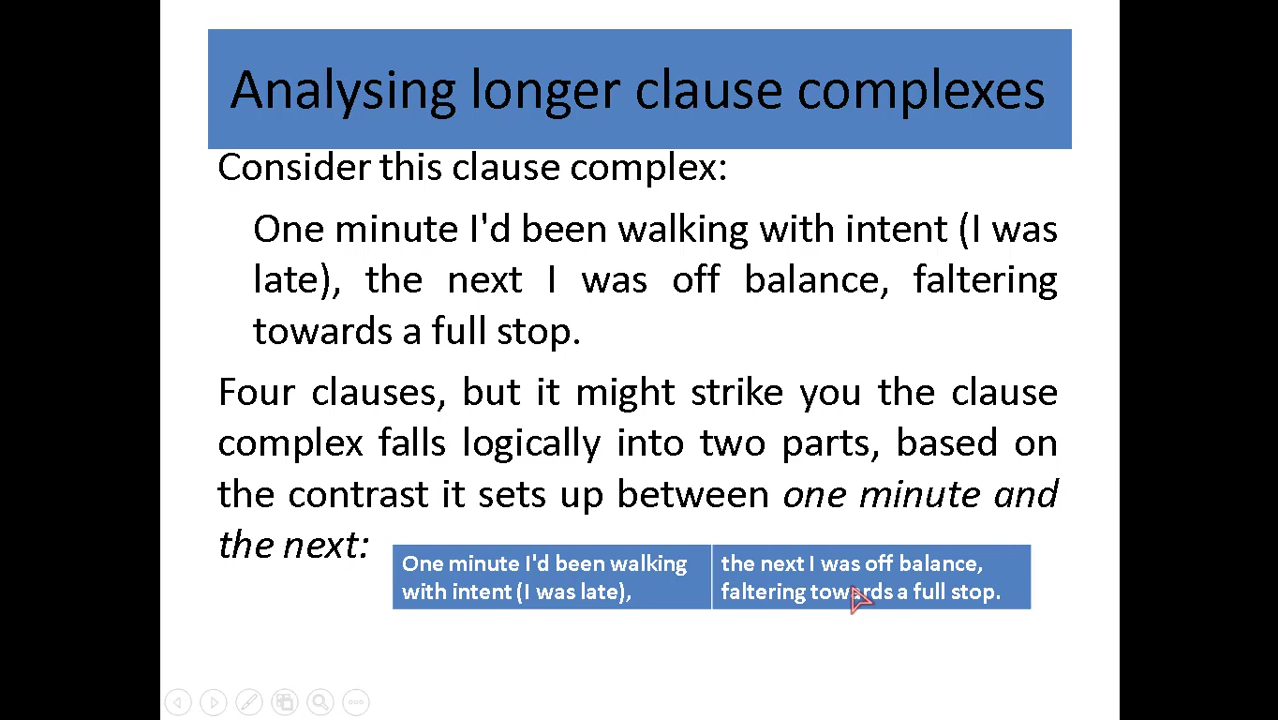 Analysing longer clause complexes
Consider this clause complex:
One minute I'd been walking with intent (I was
late), the next I was off balance, faltering
towards a full stop.
Four clauses, but it might strike you the clause
complex falls logically into two parts, based on
the contrast it sets up between one minute and
the next:
One minute I'd been walking
with intent (I was late),
the next I was off balance,
faltering towards a full stop.